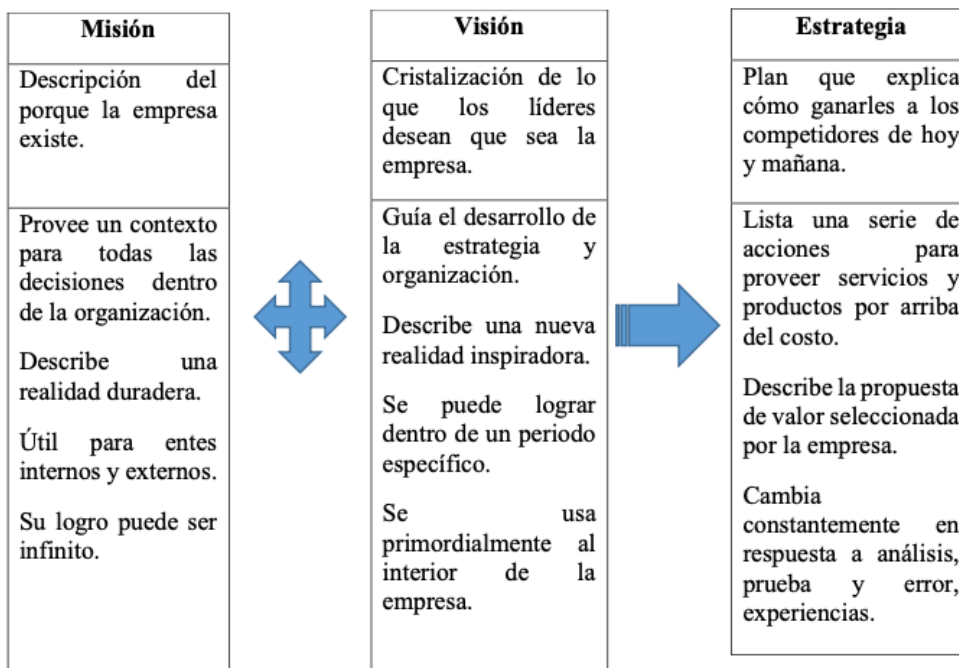 Misión
Descripción del
porque la empresa
existe.
Provee un contexto
para todas las
decisiones dentro
de la organización.
Describe una
realidad duradera.
Útil para entes
internos y externos.
Su logro puede ser
infinito.
Visión
Cristalización de lo
que los líderes
desean que sea la
empresa.
Guía el desarrollo de
la estrategia y
organización.
Describe una nueva
realidad inspiradora.
Se puede lograr
dentro de un periodo
específico.
Se usa
primordialmente al
interior de la
empresa.
Estrategia
Plan que explica
cómo ganarles a los
competidores de hoy
y mañana.
Lista una serie de
acciones para
proveer servicios y
productos por arriba
del costo.
Describe la propuesta
de valor seleccionada
por la empresa.
Cambia
constantemente en
respuesta a análisis,
prueba y error,
experiencias.